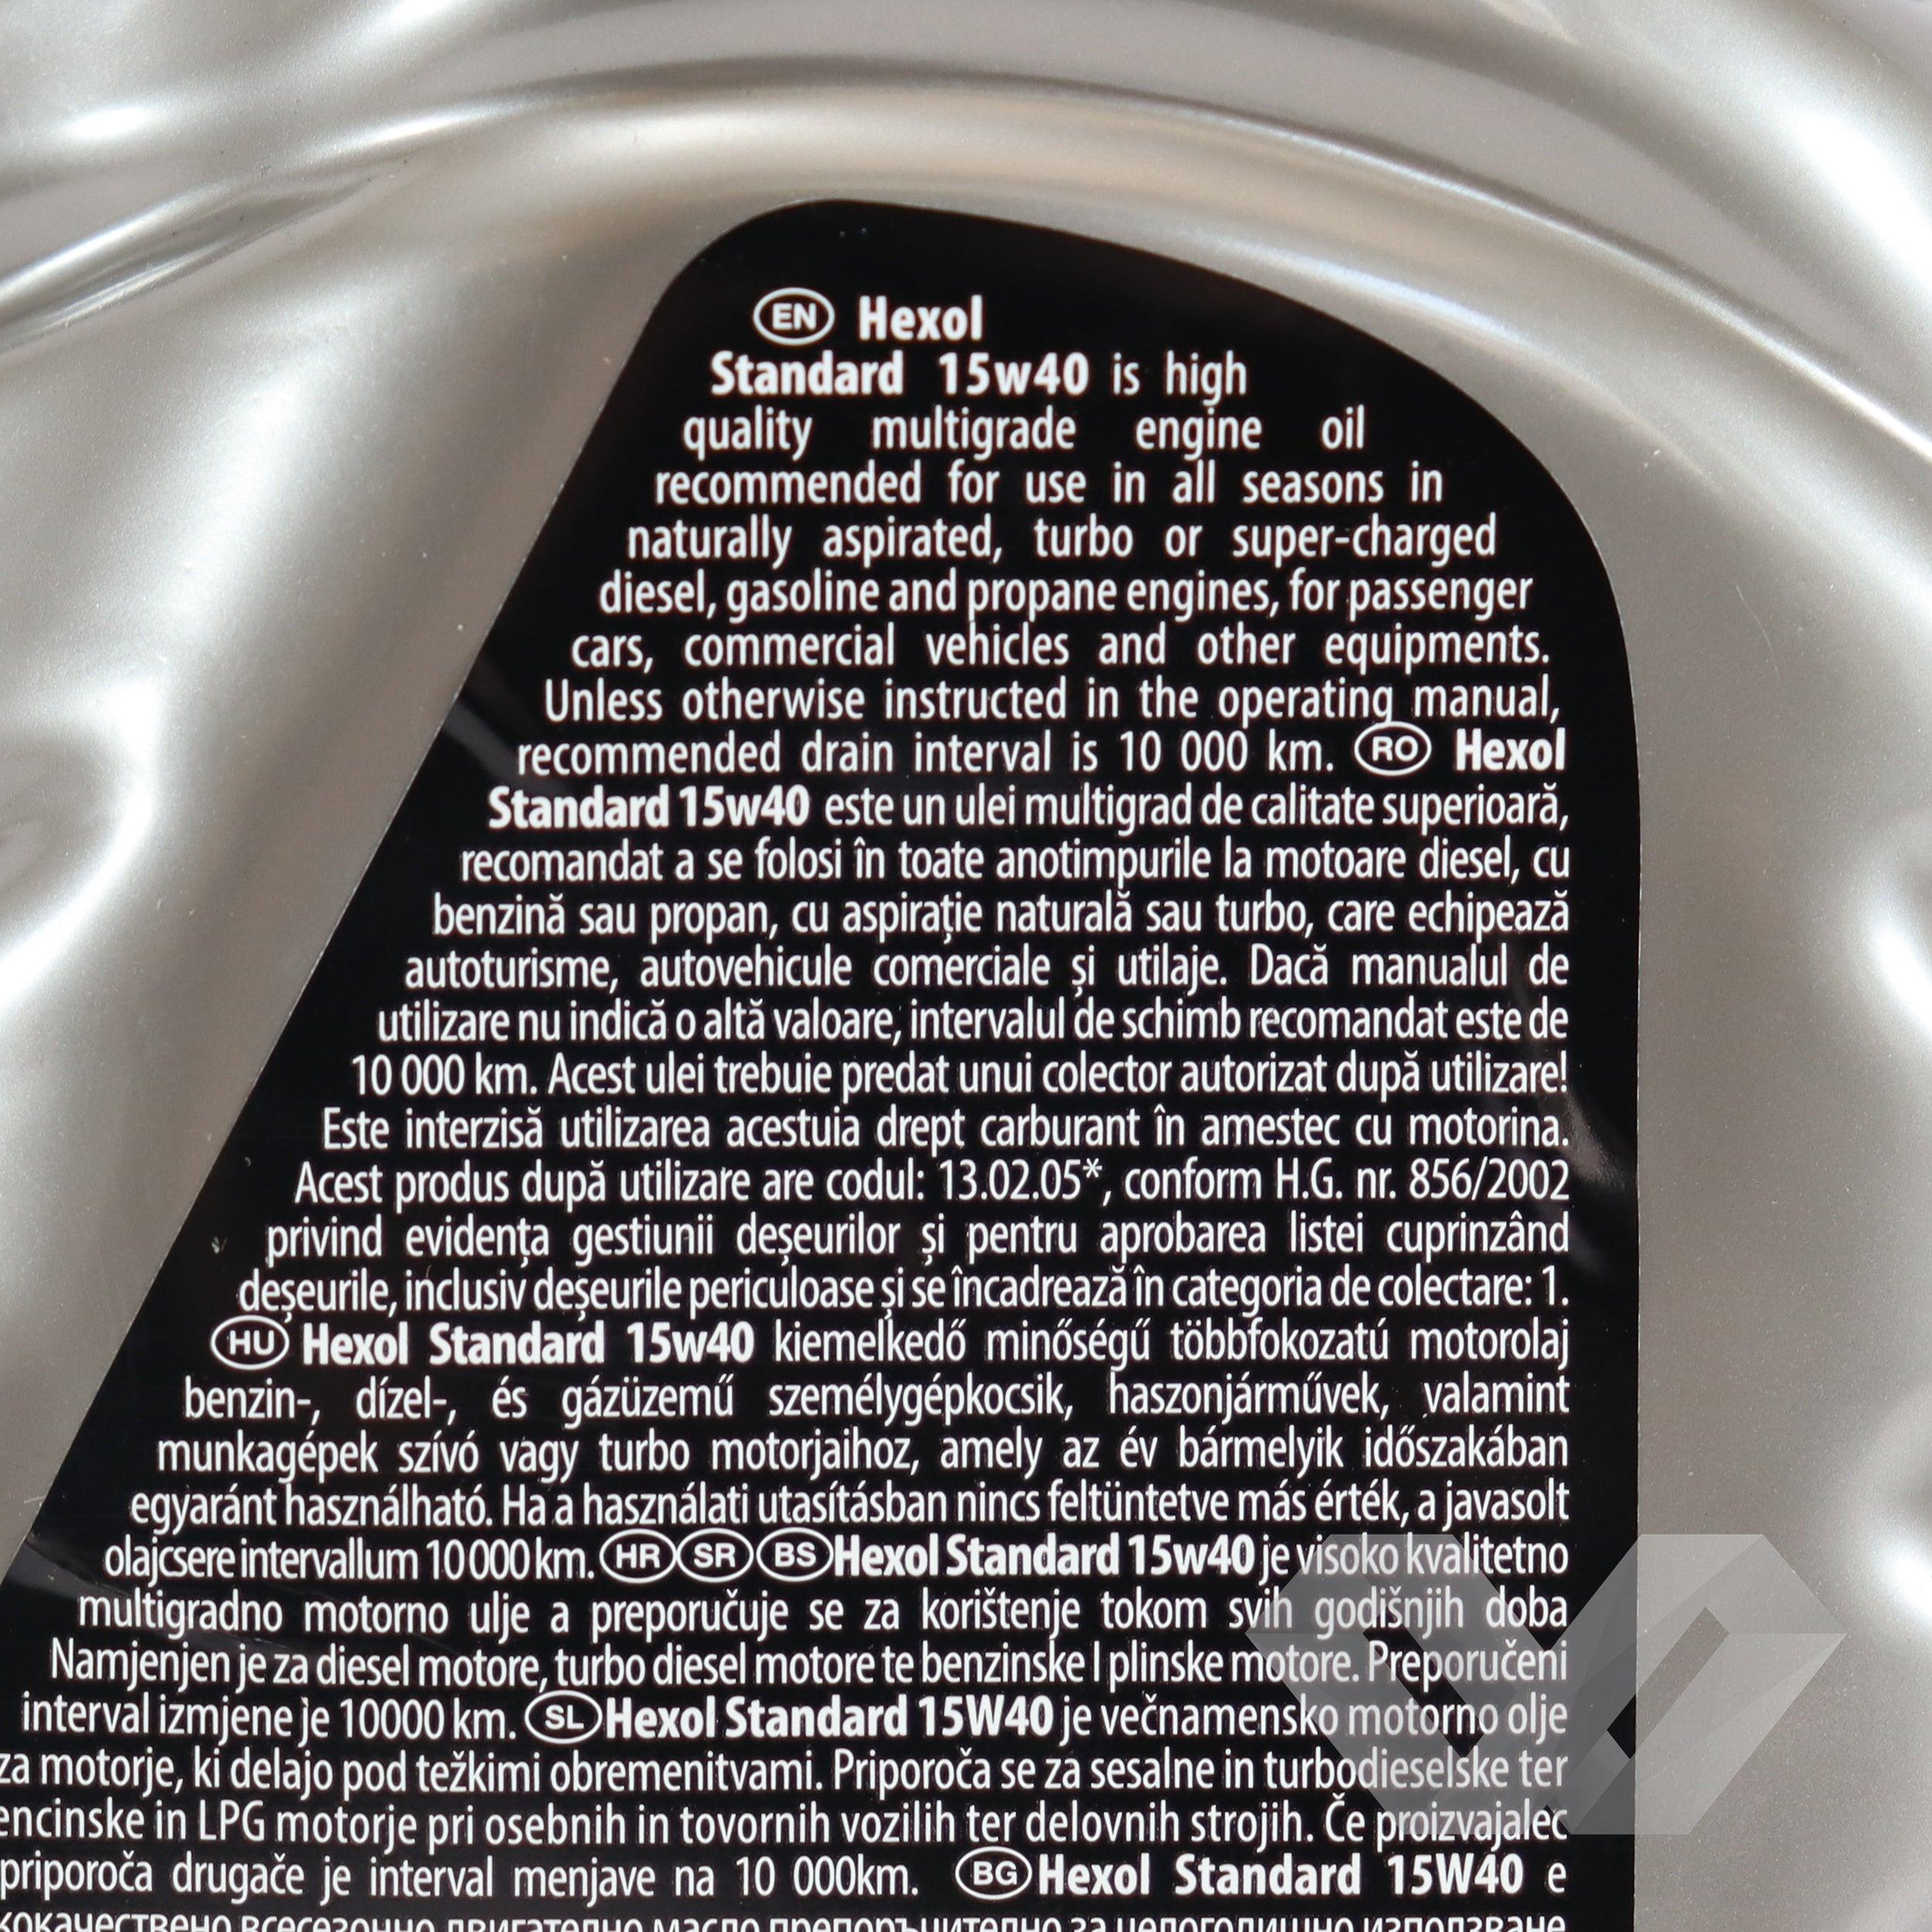 EN Hexol
Standard 15w40 is high
quality multigrade engine oil
recommended for use in all seasons in
naturally aspirated, turbo or super-charged
diesel, gasoline and propane engines, for passenger
cars, commercial vehicles and other equipments.
Unless otherwise instructed in the operating manual,
recommended drain interval is 10 000 km. RO Hexol
Standard 15w40 este un ulei multigrad de calitate superioară,
recomandat a se folosi în toate anotimpurile la motoare diesel, cu
benzină sau propan, cu aspirație naturală sau turbo, care echipează
autoturisme, autovehicule comerciale și utilaje. Dacă manualul de
utilizare nu indică o altă valoare, intervalul de schimb recomandat este de
10 000 km. Acest ulei trebuie predat unui colector autorizat după utilizare!
Este interzisă utilizarea acestuia drept carburant în amestec cu motorina.
Acest produs după utilizare are codul: 13.02.05*, conform H.G. nr. 856/2002
privind evidența gestiunii deșeurilor și pentru aprobarea listei cuprinzând
deșeurile, inclusiv deșeurile periculoase și se încadrează în categoria de colectare: 1.
HU Hexol Standard 15w40 kiemelkedő minőségű többfokozatú motorolaj
benzin-, dízel-, és gázüzemű személygépkocsik, haszonjárművek, valamint
munkagépek szívó vagy turbo motorjaihoz, amely az év bármelyik időszakában
egyaránt használható. Ha a használati utasításban nincs feltüntetve más érték, a javasolt
olajcsere intervallum 10 000 km. HR SR BS Hexol Standard 15w40 je visoko kvalitetno
multigradno motorno ulje a preporučuje se za korištenje tokom svih godišnjih doba
Namjenjen je za diesel motore, turbo diesel motore te benzinske I plinske motore. Preporučeni
interval izmjene je 10000 km. SL Hexol Standard 15W40 je večnamensko motorno olje
za motorje, ki delajo pod težkimi obremenitvami. Priporoča se za sesalne in turbodieselske ter
encinske in LPG motorje pri osebnih in tovornih vozilih ter delovnih strojih. Če proizvajalec
priporoča drugače je interval menjave na 10 000km. BG Hexol Standard 15W40 е
кокачествено всесезонно двигателно масло препоръчително за целогодишно използване